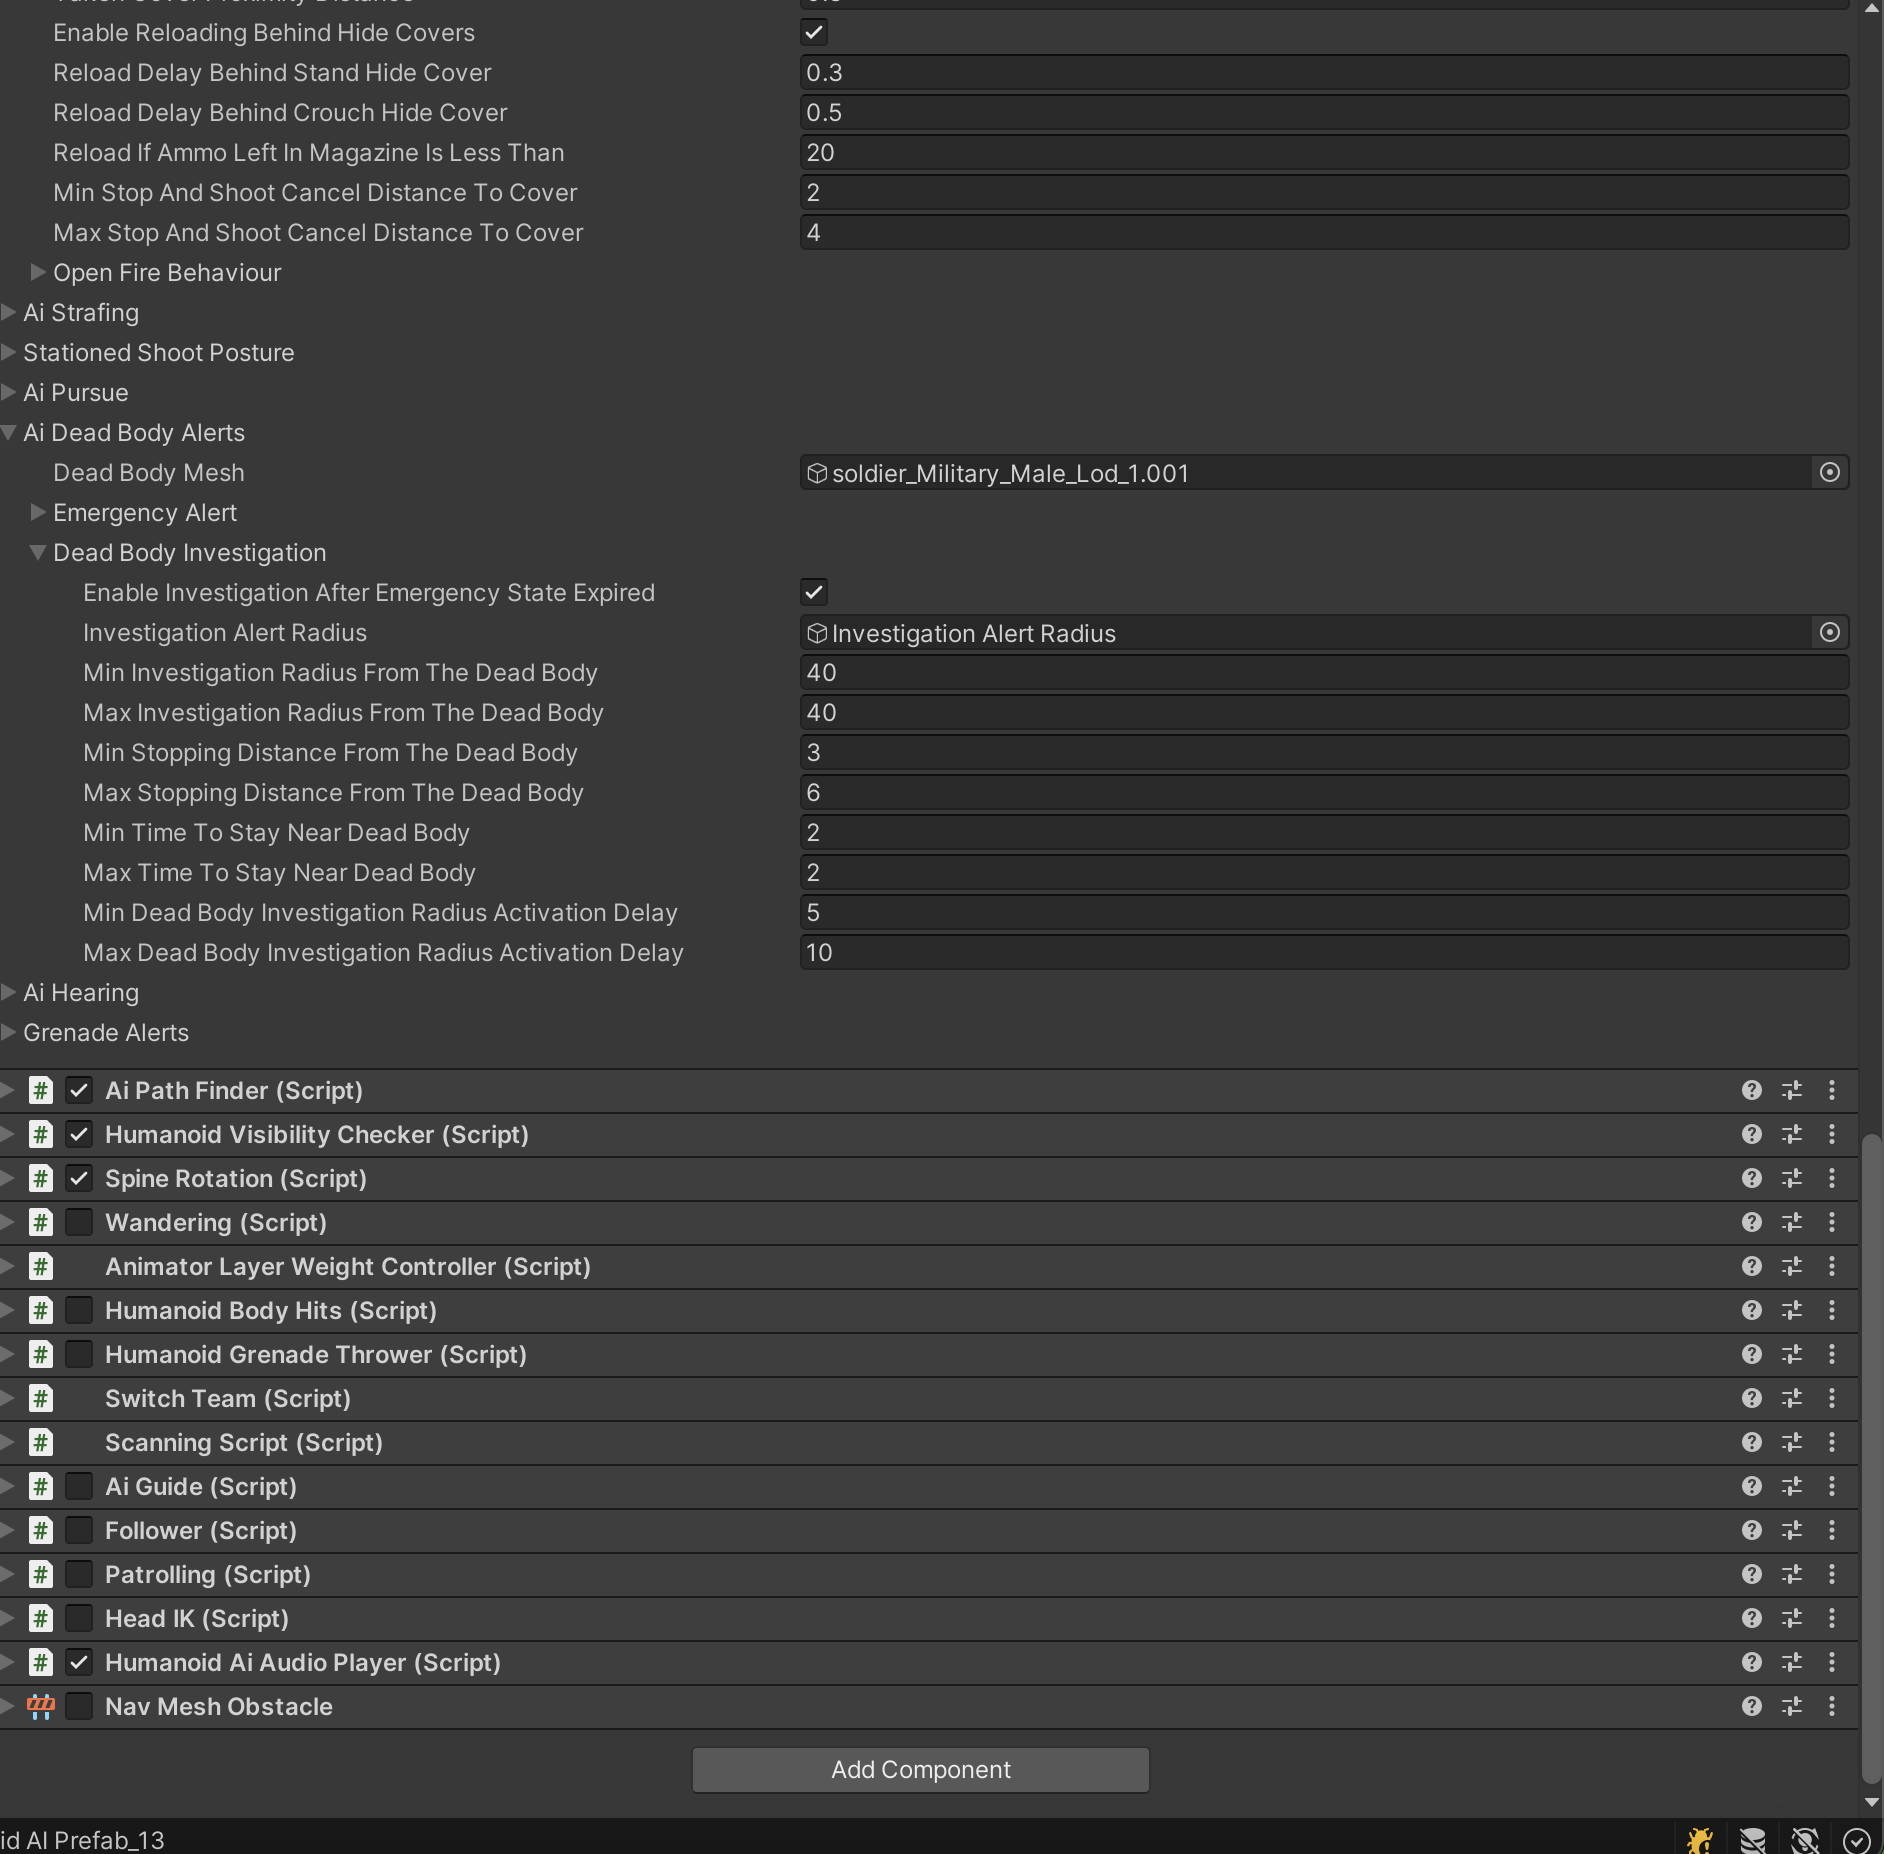 Taken Cover Proximity Distance
Enable Reloading Behind Hide Covers
Reload Delay Behind Stand Hide Cover 0.3
Reload Delay Behind Crouch Hide Cover 0.5
Reload If Ammo Left In Magazine Is Less Than 20
Min Stop And Shoot Cancel Distance To Cover 2
Max Stop And Shoot Cancel Distance To Cover 4
Open Fire Behaviour
Ai Strafing
Stationed Shoot Posture
Ai Pursue
Ai Dead Body Alerts
Dead Body Mesh soldier_Military_Male_Lod_1.001
Emergency Alert
Dead Body Investigation
Enable Investigation After Emergency State Expired
Investigation Alert Radius Investigation Alert Radius
Min Investigation Radius From The Dead Body 40
Max Investigation Radius From The Dead Body 40
Min Stopping Distance From The Dead Body 3
Max Stopping Distance From The Dead Body 6
Min Time To Stay Near Dead Body 2
Max Time To Stay Near Dead Body 2
Min Dead Body Investigation Radius Activation Delay 5
Max Dead Body Investigation Radius Activation Delay 10
Ai Hearing
Grenade Alerts
# Ai Path Finder (Script)
# Humanoid Visibility Checker (Script)
# Spine Rotation (Script)
# Wandering (Script)
# Animator Layer Weight Controller (Script)
# Humanoid Body Hits (Script)
# Humanoid Grenade Thrower (Script)
# Switch Team (Script)
# Scanning Script (Script)
# Ai Guide (Script)
# Follower (Script)
# Patrolling (Script)
# Head IK (Script)
# Humanoid Ai Audio Player (Script)
Nav Mesh Obstacle
Add Component
id AI Prefab_13